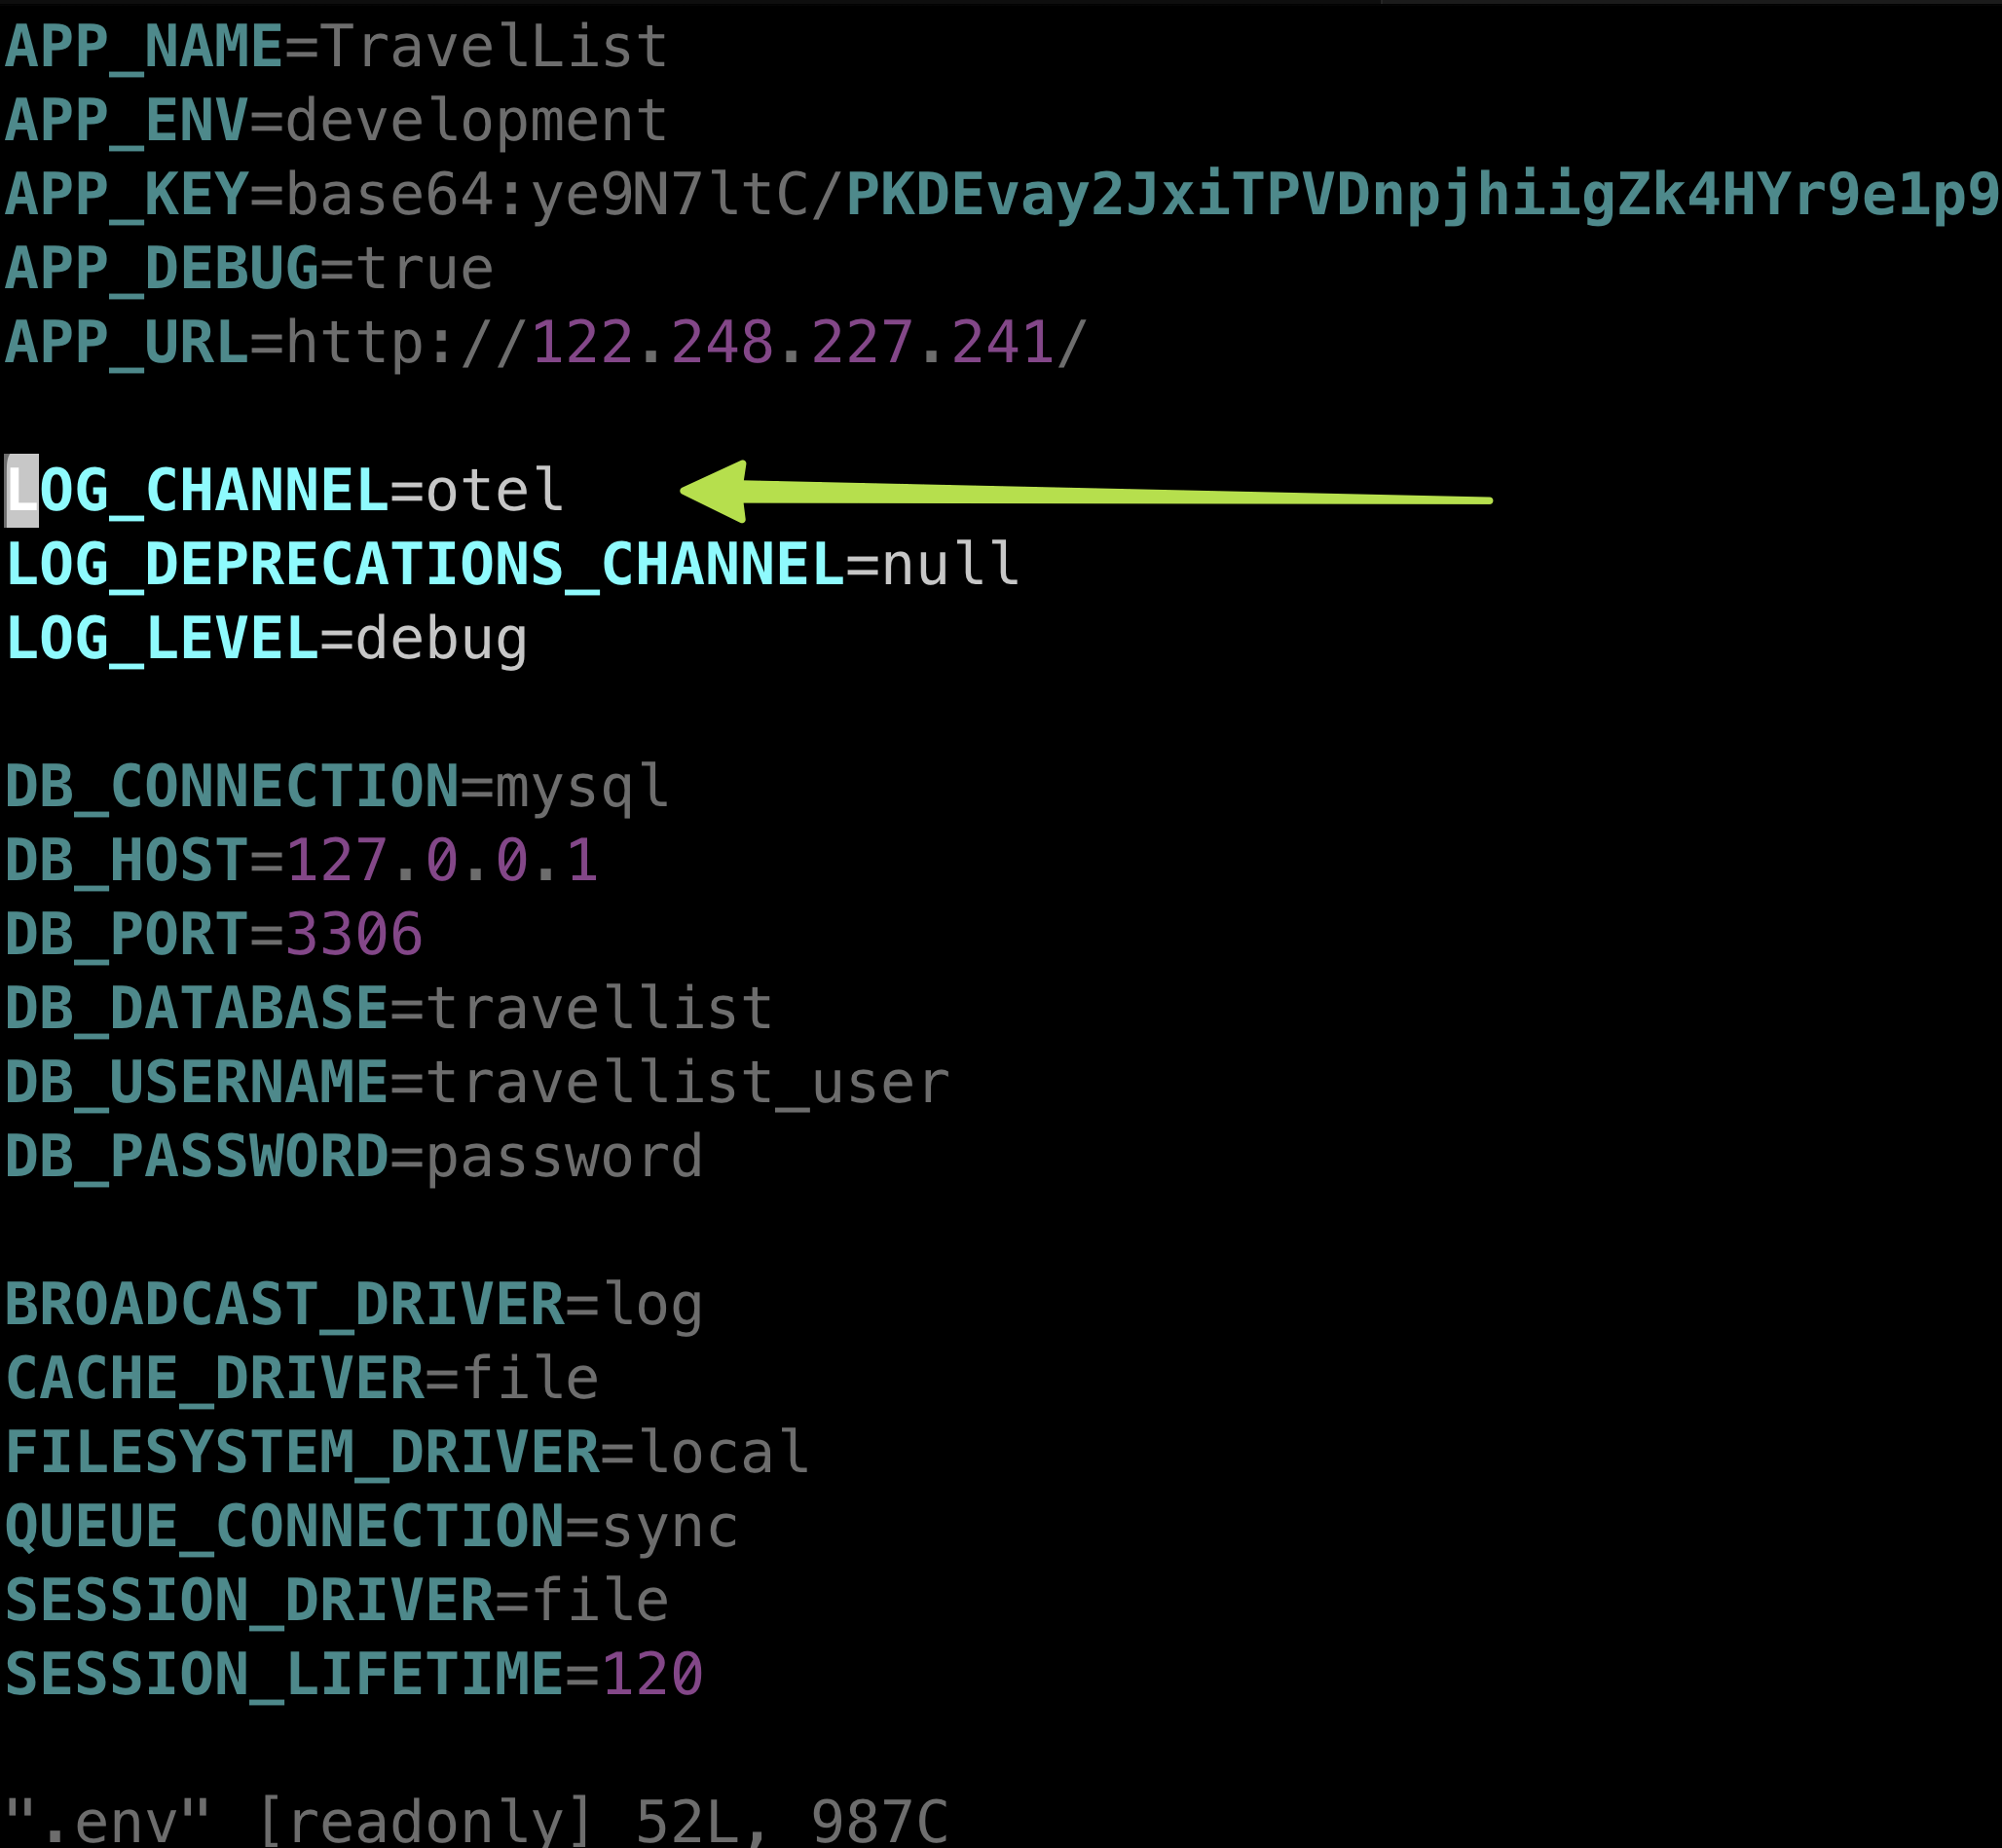 APP_NAME=TravelList
APP_ENV=development
APP_KEY=base64:ye9N7ltC/PKDEvay2JxiTPVDnpjhiigZk4HYr9e1p9
APP_DEBUG=true
APP_URL=http://122.248.227.241/
LOG_CHANNEL=otel
LOG_DEPRECATIONS_CHANNEL=null
LOG_LEVEL=debug
DB_CONNECTION=mysql
DB_HOST=127.0.0.1
DB_PORT=3306
DB_DATABASE=travellist
DB_USERNAME=travellist_user
DB_PASSWORD=password
BROADCAST_DRIVER=log
CACHE_DRIVER=file
FILESYSTEM_DRIVER=local
QUEUE_CONNECTION=sync
SESSION_DRIVER=file
SESSION_LIFETIME=120
".env" [readonly] 52L, 987C